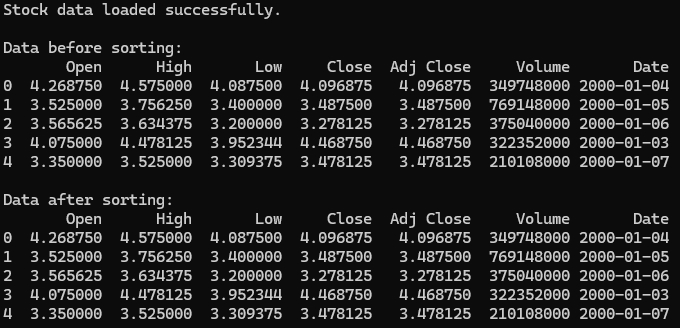 Stock data loaded successfully.
Data before sorting:
Open High Low Close Adj Close Volume Date
0 4.268750 4.575000 4.087500 4.096875 4.096875 349748000 2000-01-04
1 3.525000 3.756250 3.400000 3.487500 3.487500 769148000 2000-01-05
2 3.565625 3.634375 3.200000 3.278125 3.278125 375040000 2000-01-06
3 4.075000 4.478125 3.952344 4.468750 4.468750 322352000 2000-01-03
4 3.350000 3.525000 3.309375 3.478125 3.478125 210108000 2000-01-07
Data after sorting:
Open High Low Close Adj Close Volume Date
0 4.268750 4.575000 4.087500 4.096875 4.096875 349748000 2000-01-04
1 3.525000 3.756250 3.400000 3.487500 3.487500 769148000 2000-01-05
2 3.565625 3.634375 3.200000 3.278125 3.278125 375040000 2000-01-06
3 4.075000 4.478125 3.952344 4.468750 4.468750 322352000 2000-01-03
4 3.350000 3.525000 3.309375 3.478125 3.478125 210108000 2000-01-07